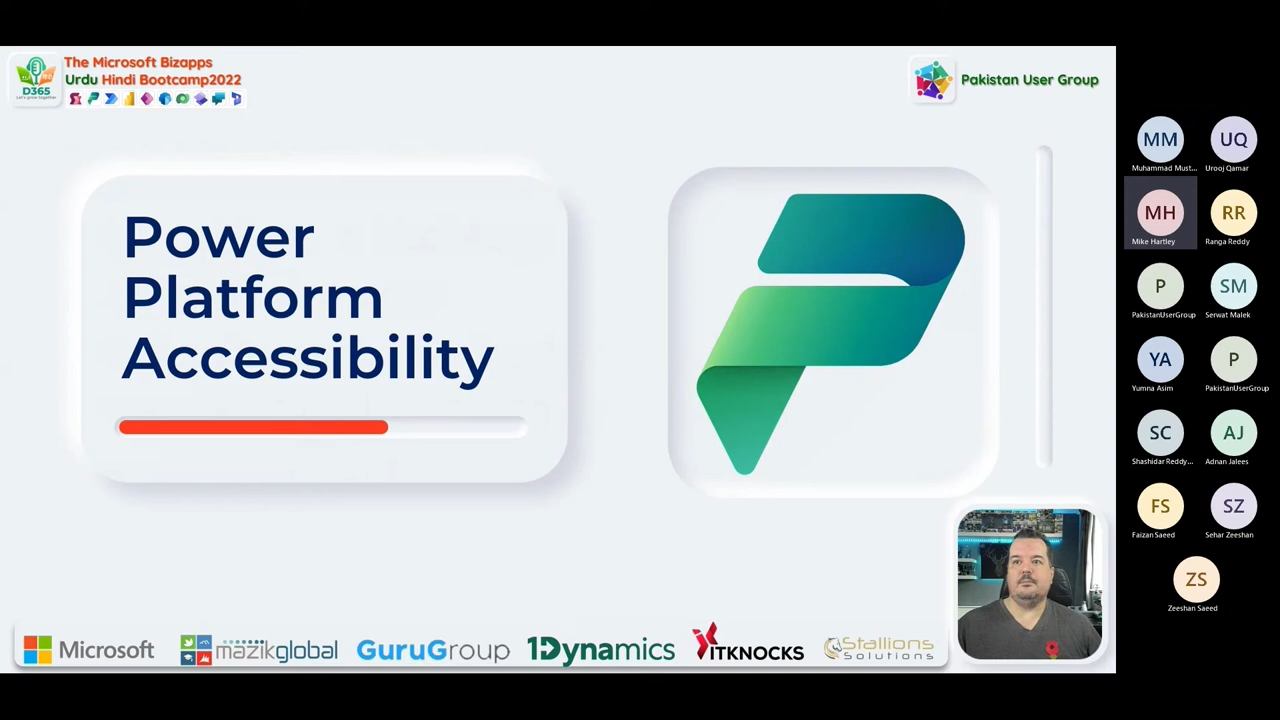 The Microsoft Bizapps
Urdu Hindi Bootcamp2022
D365
Pakistan User Group
Power
Platform
Accessibility
Microsoft
mazikglobal
GuruGroup
1Dynamics
ITKNOCKS
Stallions
Solutions
MM
UQ
Muhammad Must...
Urooj Qamar
MH
RR
Mike Hartley
Ranga Reddy
P
SM
PakistanUserGroup
Serwat Malek
YA
P
Yumna Asim
PakistanUserGroup
SC
AJ
Shashidar Reddy...
Adnan Jalees
FS
SZ
Faizan Saeed
Sehar Zeeshan
ZS
Zeeshan Saeed